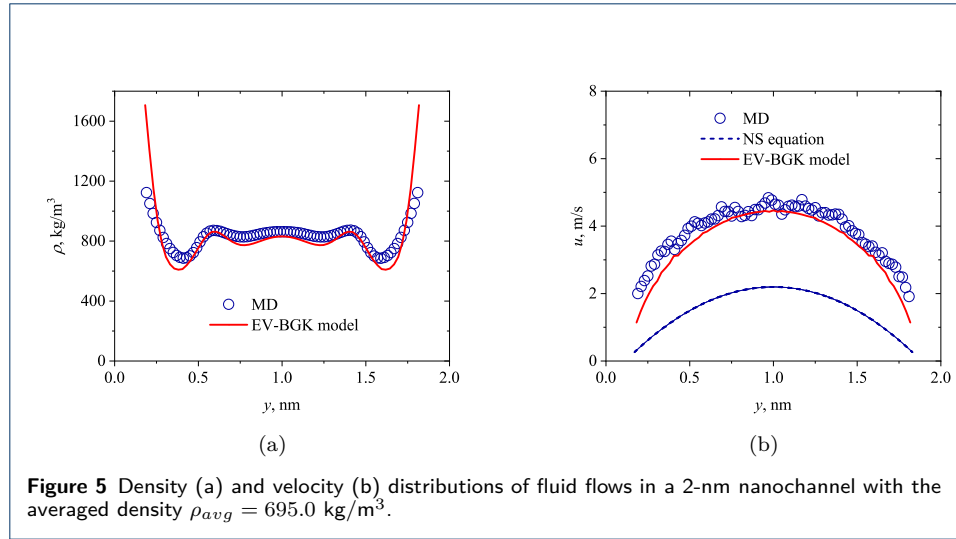 1600
1200
800
400
0
ρ, kg/m³
MD
EV-BGK model
0.0 0.5 1.0 1.5 2.0
y, nm
(a)
8
6
4
2
0
u, m/s
MD
NS equation
EV-BGK model
0.0 0.5 1.0 1.5 2.0
y, nm
(b)
Figure 5 Density (a) and velocity (b) distributions of fluid flows in a 2-nm nanochannel with the
averaged density ρavg = 695.0 kg/m³.